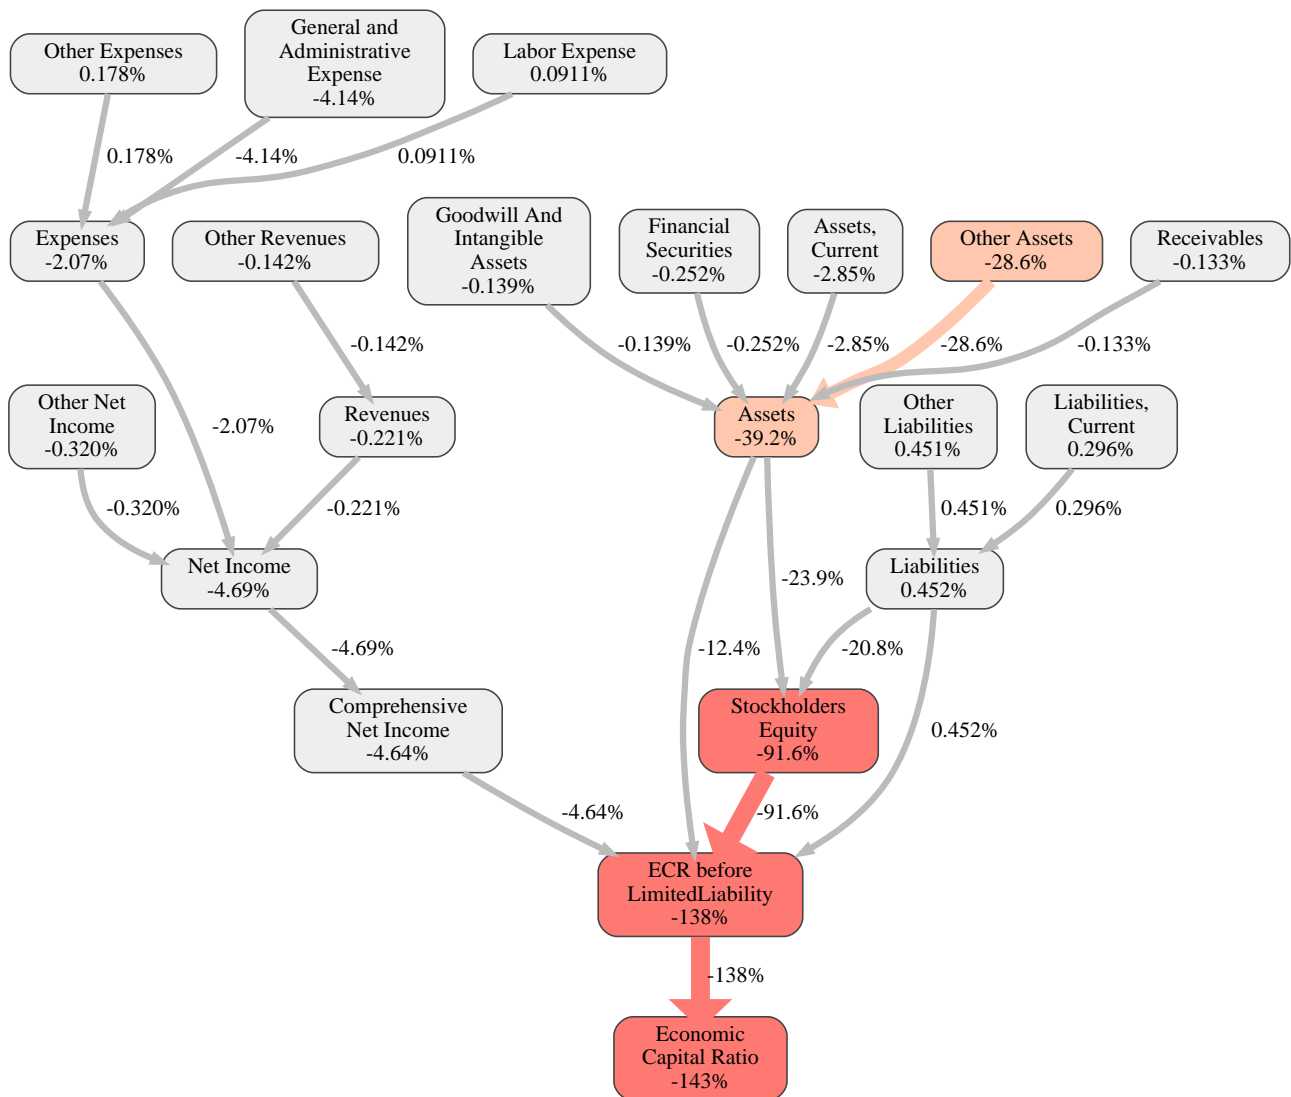 Other Expenses
0.178%
General and
Administrative
Expense
-4.14%
Labor Expense
0.0911%
0.178%
-4.14%
0.0911%
Expenses
-2.07%
Other Revenues
-0.142%
Goodwill And
Intangible
Assets
-0.139%
Financial
Securities
-0.252%
Assets,
Current
-2.85%
Other Assets
-28.6%
Receivables
-0.133%
-0.142%
-0.139%
-0.252%
-2.85%
-28.6%
-0.133%
Other Net
Income
-0.320%
-2.07%
Revenues
-0.221%
Assets
-39.2%
Other
Liabilities
0.451%
Liabilities,
Current
0.296%
-0.320%
-0.221%
0.451%
0.296%
Net Income
-4.69%
-23.9%
Liabilities
0.452%
-4.69%
-12.4%
-20.8%
Comprehensive
Net Income
-4.64%
Stockholders
Equity
-91.6%
0.452%
-4.64%
-91.6%
ECR before
LimitedLiability
-138%
-138%
Economic
Capital Ratio
-143%